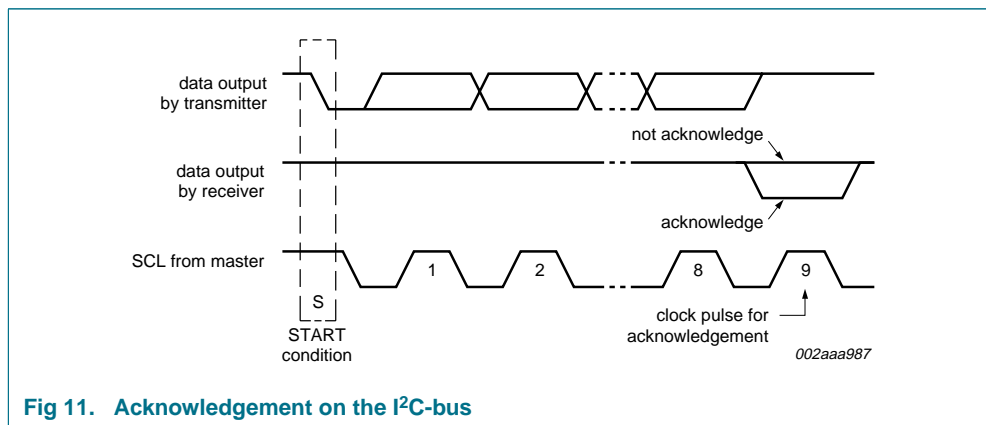 data output
by transmitter
not acknowledge
data output
by receiver
acknowledge
SCL from master
1
2
8
9
S
START
condition
clock pulse for
acknowledgement
002aaa987
Fig 11. Acknowledgement on the I²C-bus